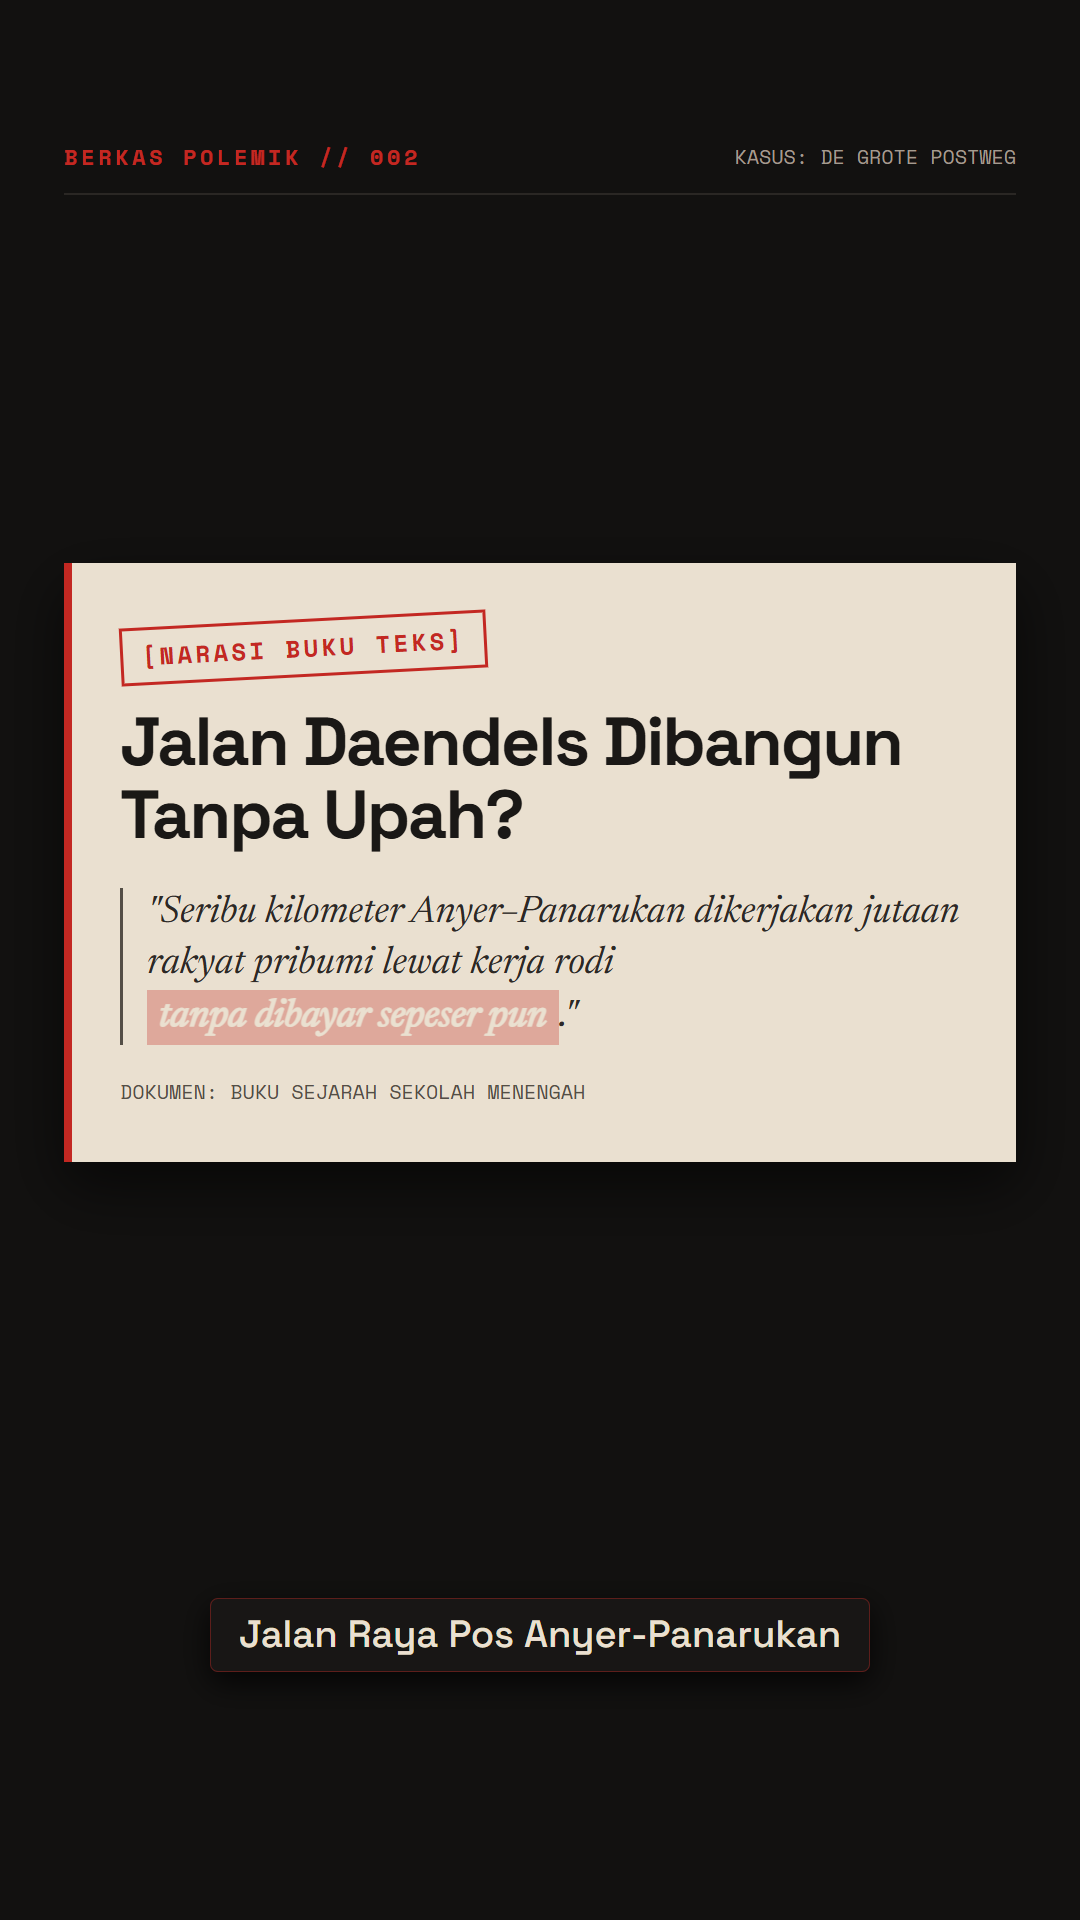 BERKAS POLEMIK // 002
KASUS: DE GROTE POSTWEG
[NARASI BUKU TEKS]
Jalan Daendels Dibangun
Tanpa Upah?
"Seribu kilometer Anyer–Panarukan dikerjakan jutaan
rakyat pribumi lewat kerja rodi
tanpa dibayar sepeser pun ."
DOKUMEN: BUKU SEJARAH SEKOLAH MENENGAH
Jalan Raya Pos Anyer-Panarukan